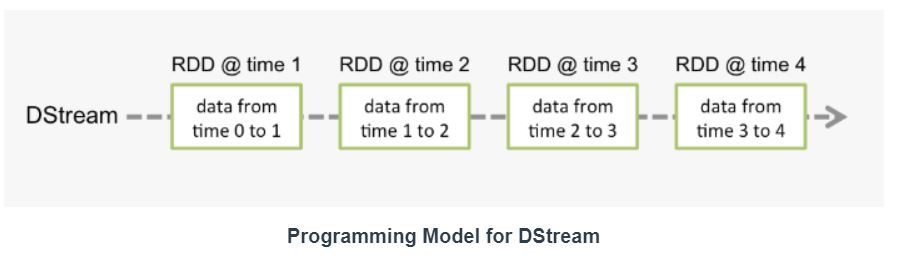 RDD @ time 1
RDD @ time 2
RDD @ time 3
RDD @ time 4
DStream
data from
time 0 to 1
data from
time 1 to 2
data from
time 2 to 3
data from
time 3 to 4
Programming Model for DStream